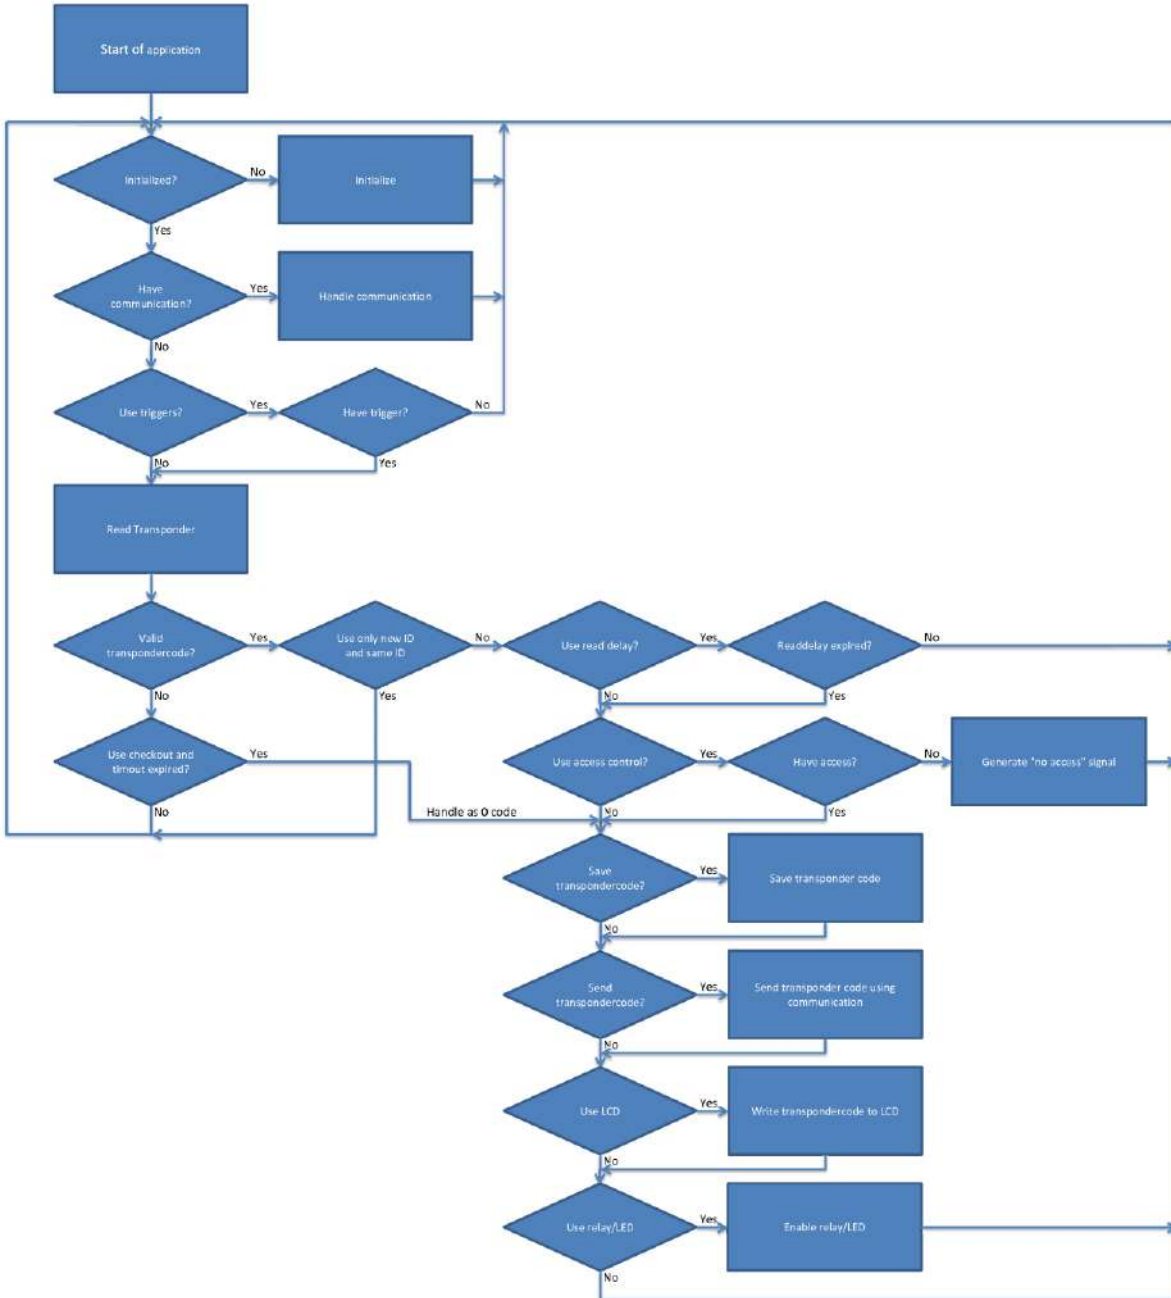 Start of application
Initialized?
No
Initialize
Yes
Have
communication?
Yes
Handle communication
No
Use triggers?
Yes
Have trigger?
No
No
Yes
Read Transponder
Valid
transpondercode?
Yes
Use only new ID
and same ID
No
Use read delay?
Yes
Readdelay expired?
No
No
Yes
No
Yes
Use checkout and
timout expired?
Yes
Use access control?
Yes
Have access?
No
Generate "no access" signal
No
Handle as 0 code
No
Yes
Save
transpondercode?
Yes
Save transponder code
No
Send
transpondercode?
Yes
Send transponder code using
communication
No
Use LCD
Yes
Write transpondercode to LCD
No
Use relay/LED
Yes
Enable relay/LED
No